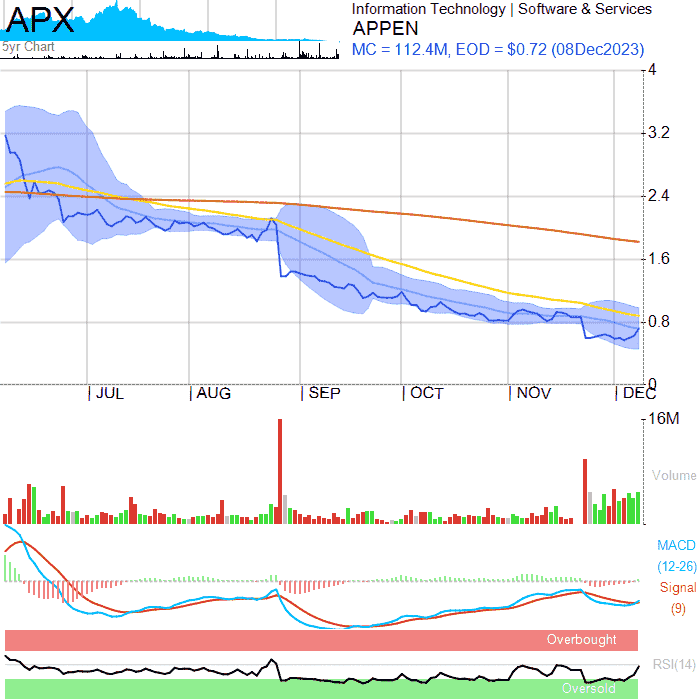 APX
5yr Chart
Information Technology | Software & Services
APPEN
MC = 112.4M, EOD = $0.72 (08Dec2023)
4
3.2
2.4
1.6
0.8
0
JUL AUG SEP OCT NOV DEC
16M
Volume
MACD
(12-26)
Signal
(9)
Overbought
RSI(14)
Oversold